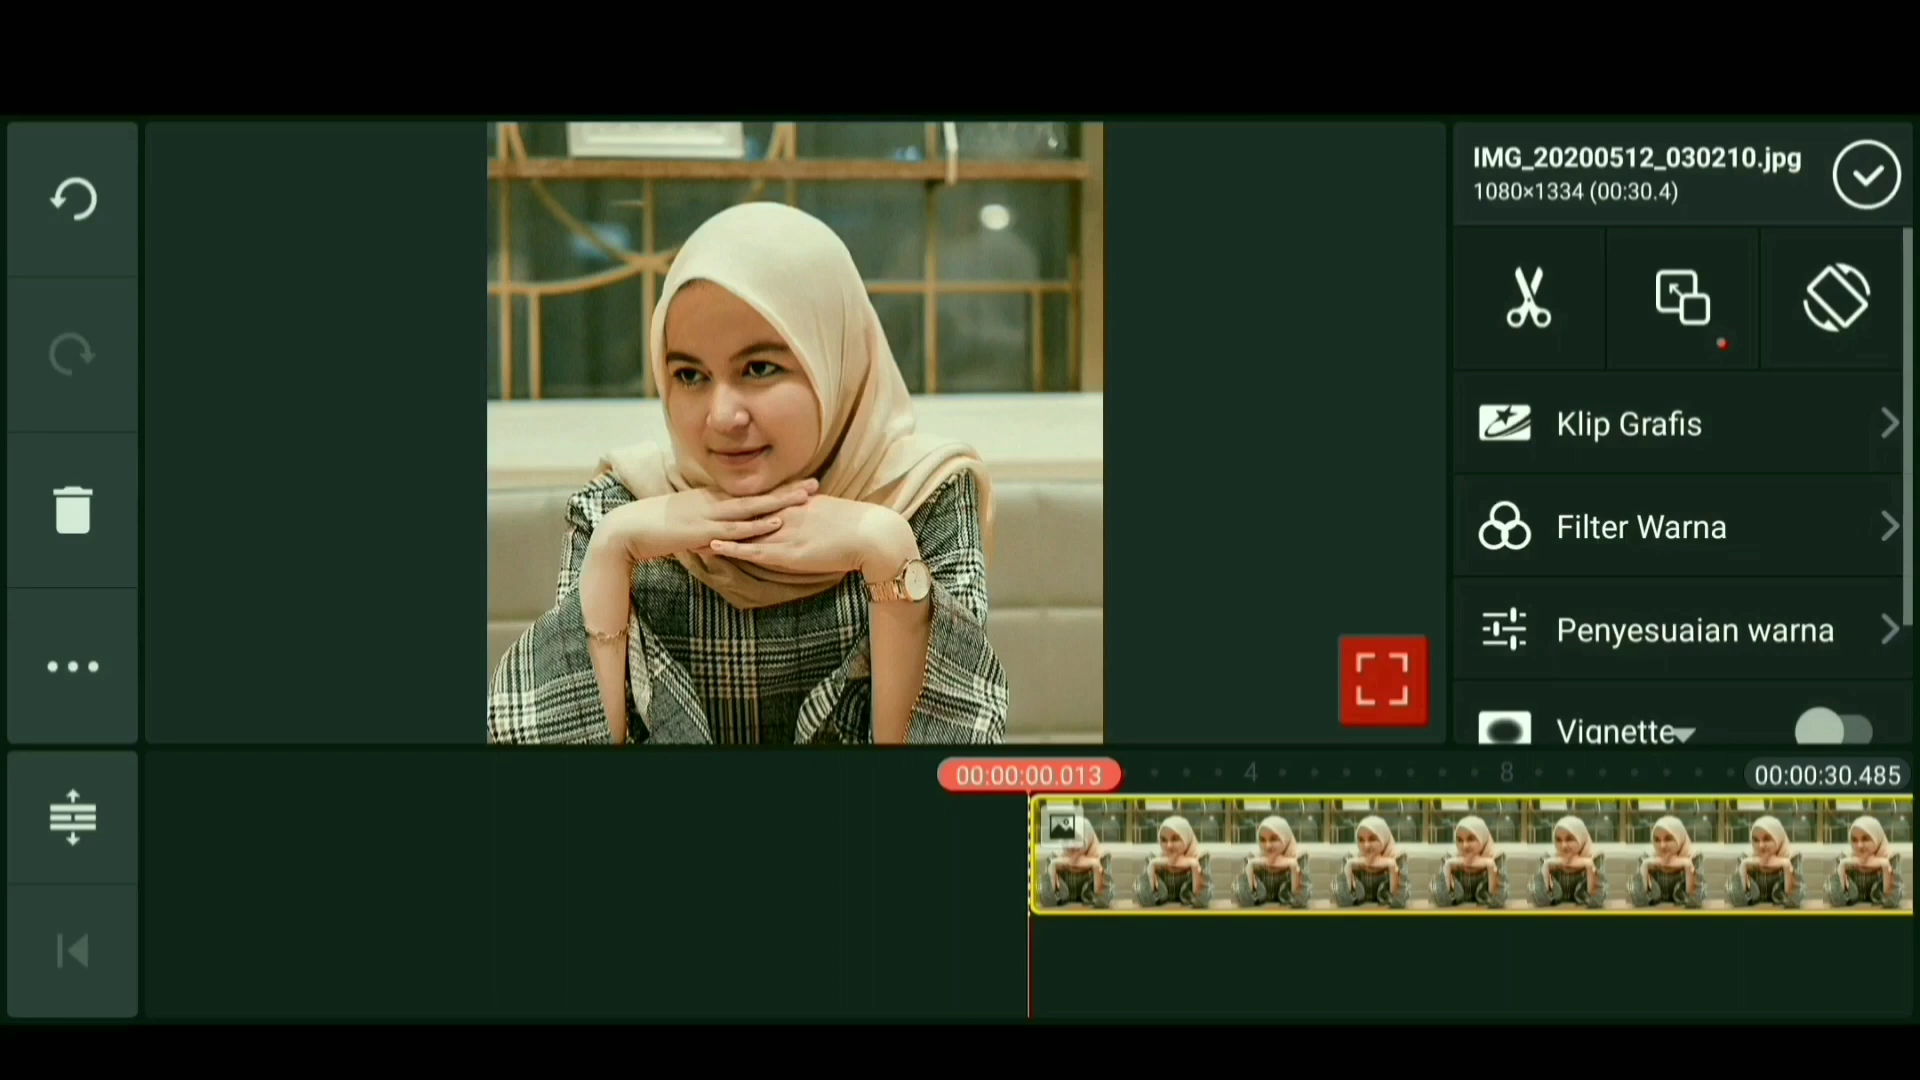 IMG_20200512_030210.jpg
1080×1334 (00:30.4)
Klip Grafis
Filter Warna
Penyesuaian warna
Vignette
00:00:00.013
4
8
00:00:30.485